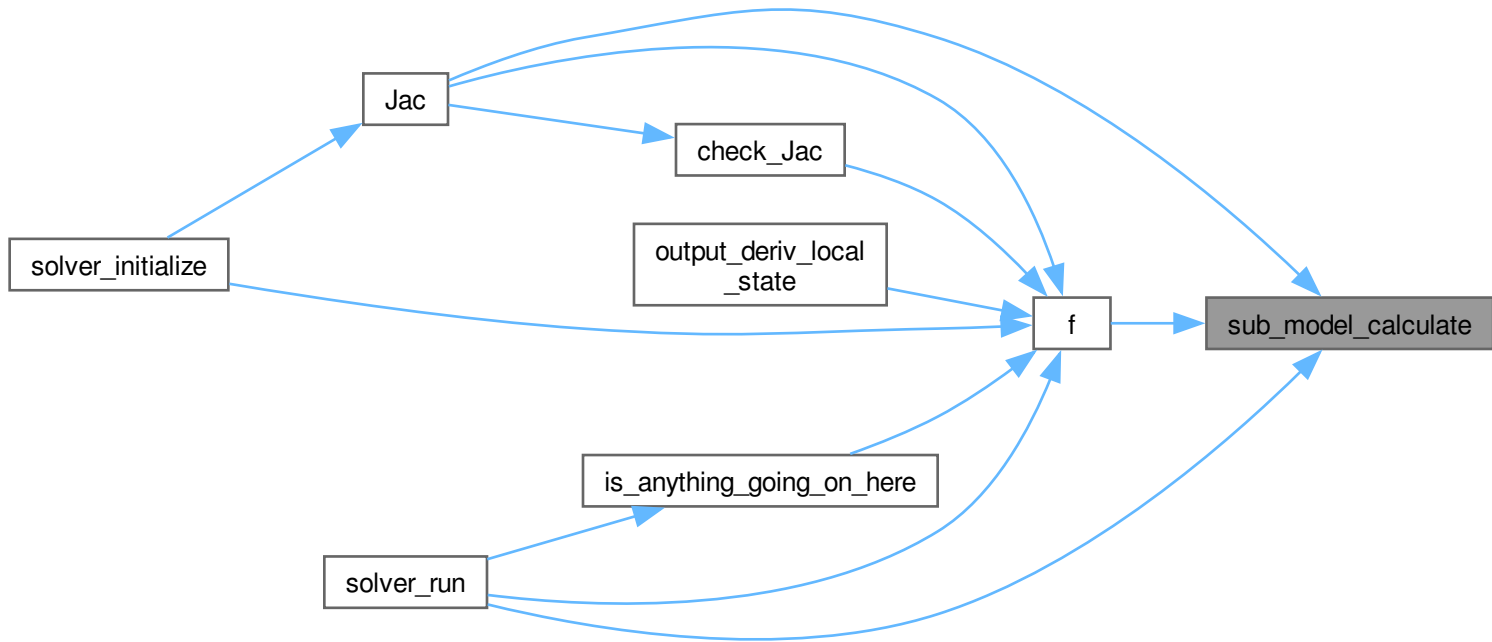 Jac
check_Jac
output_deriv_local
_state
solver_initialize
f
sub_model_calculate
is_anything_going_on_here
solver_run